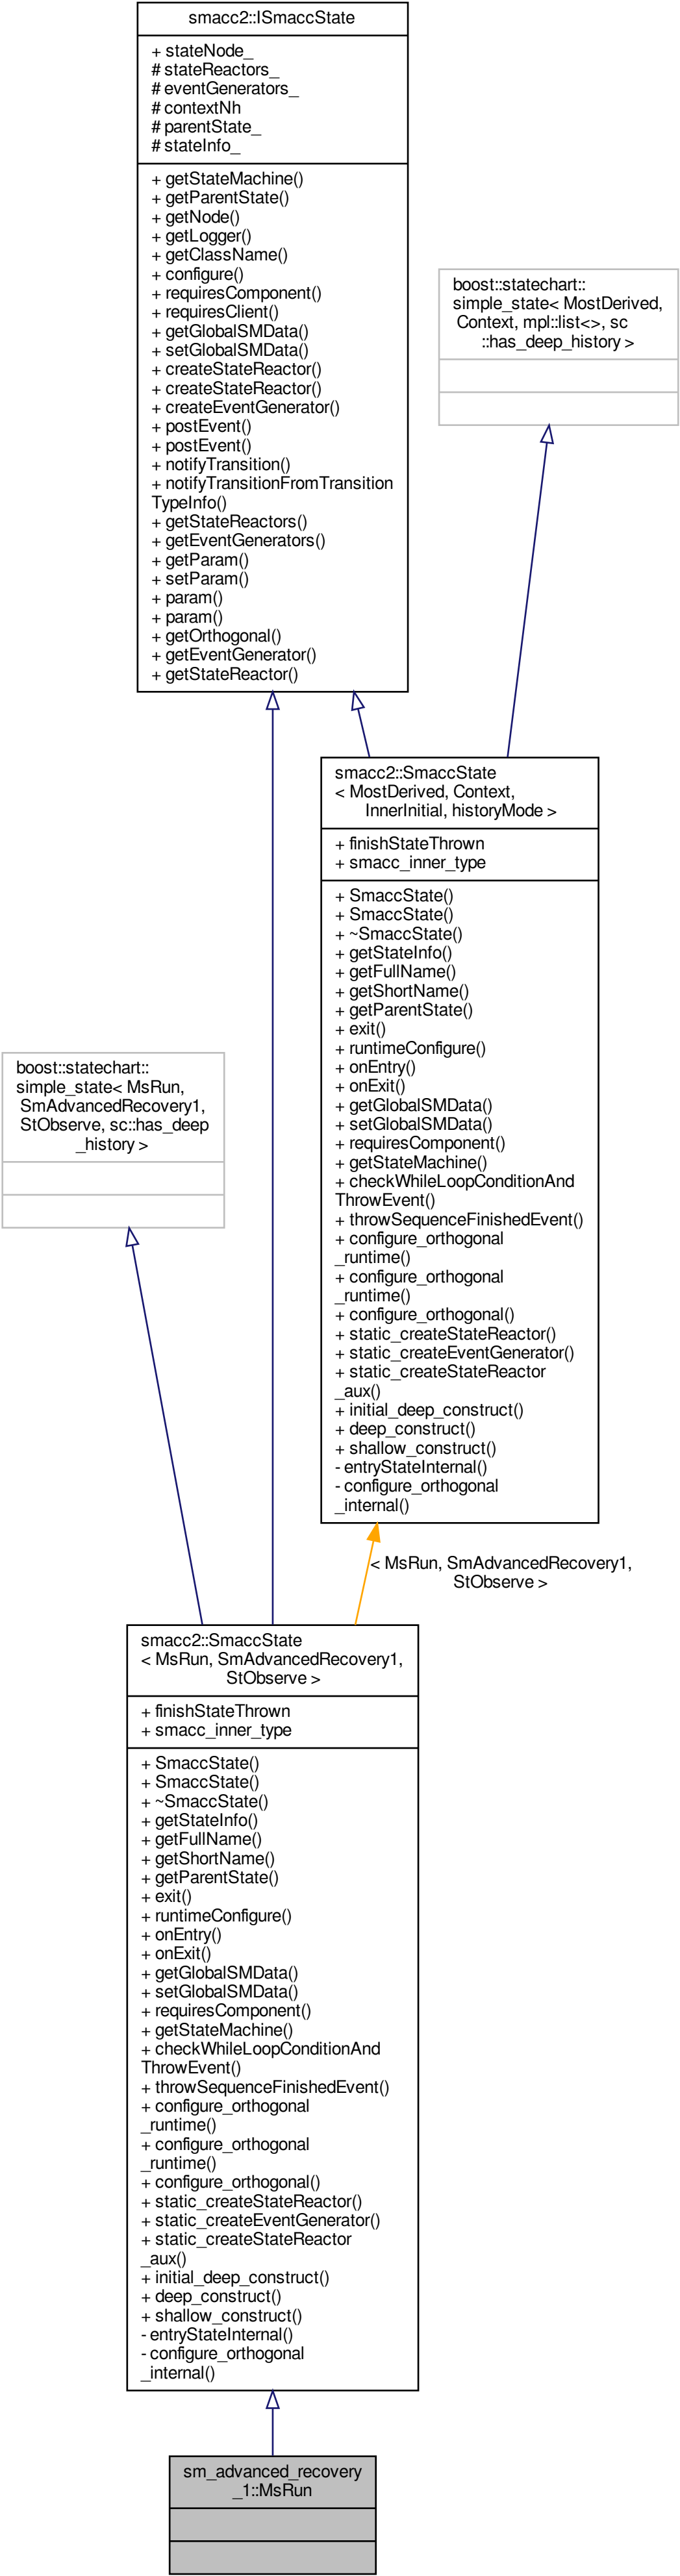 smacc2::ISmaccState
+ stateNode_
# stateReactors_
# eventGenerators_
# contextNh
# parentState_
# stateInfo_
+ getStateMachine()
+ getParentState()
+ getNode()
+ getLogger()
+ getClassName()
+ configure()
+ requiresComponent()
+ requiresClient()
+ getGlobalSMData()
+ setGlobalSMData()
+ createStateReactor()
+ createStateReactor()
+ createEventGenerator()
+ postEvent()
+ postEvent()
+ notifyTransition()
+ notifyTransitionFromTransition
TypeInfo()
+ getStateReactors()
+ getEventGenerators()
+ getParam()
+ setParam()
+ param()
+ param()
+ getOrthogonal()
+ getEventGenerator()
+ getStateReactor()
boost::statechart::
simple_state< MostDerived,
Context, mpl::list<>, sc
::has_deep_history >
smacc2::SmaccState
< MostDerived, Context,
InnerInitial, historyMode >
+ finishStateThrown
+ smacc_inner_type
+ SmaccState()
+ SmaccState()
+ ~SmaccState()
+ getStateInfo()
+ getFullName()
+ getShortName()
+ getParentState()
+ exit()
+ runtimeConfigure()
+ onEntry()
+ onExit()
+ getGlobalSMData()
+ setGlobalSMData()
+ requiresComponent()
+ getStateMachine()
+ checkWhileLoopConditionAnd
ThrowEvent()
+ throwSequenceFinishedEvent()
+ configure_orthogonal
_runtime()
+ configure_orthogonal
_runtime()
+ configure_orthogonal()
+ static_createStateReactor()
+ static_createEventGenerator()
+ static_createStateReactor
_aux()
+ initial_deep_construct()
+ deep_construct()
+ shallow_construct()
- entryStateInternal()
- configure_orthogonal
_internal()
boost::statechart::
simple_state< MsRun,
SmAdvancedRecovery1,
StObserve, sc::has_deep
_history >
< MsRun, SmAdvancedRecovery1,
StObserve >
smacc2::SmaccState
< MsRun, SmAdvancedRecovery1,
StObserve >
+ finishStateThrown
+ smacc_inner_type
+ SmaccState()
+ SmaccState()
+ ~SmaccState()
+ getStateInfo()
+ getFullName()
+ getShortName()
+ getParentState()
+ exit()
+ runtimeConfigure()
+ onEntry()
+ onExit()
+ getGlobalSMData()
+ setGlobalSMData()
+ requiresComponent()
+ getStateMachine()
+ checkWhileLoopConditionAnd
ThrowEvent()
+ throwSequenceFinishedEvent()
+ configure_orthogonal
_runtime()
+ configure_orthogonal
_runtime()
+ configure_orthogonal()
+ static_createStateReactor()
+ static_createEventGenerator()
+ static_createStateReactor
_aux()
+ initial_deep_construct()
+ deep_construct()
+ shallow_construct()
- entryStateInternal()
- configure_orthogonal
_internal()
sm_advanced_recovery
_1::MsRun